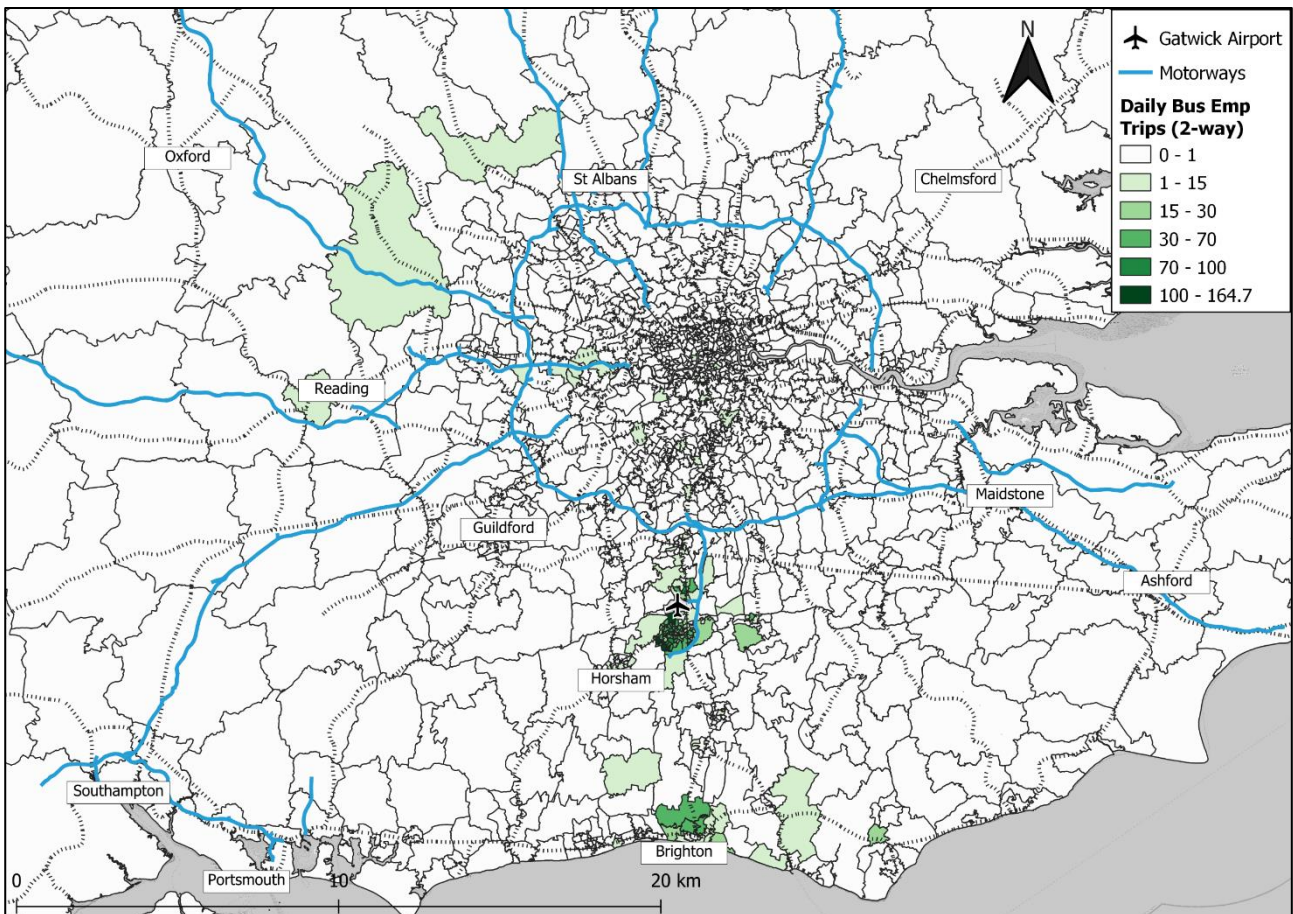 N
Gatwick Airport
Motorways
Daily Bus Emp
Trips (2-way)
0 - 1
1 - 15
15 - 30
30 - 70
70 - 100
100 - 164.7
Oxford
St Albans
Chelmsford
Reading
Maidstone
Guildford
Ashford
Horsham
Southampton
Brighton
Portsmouth
0
10
20 km